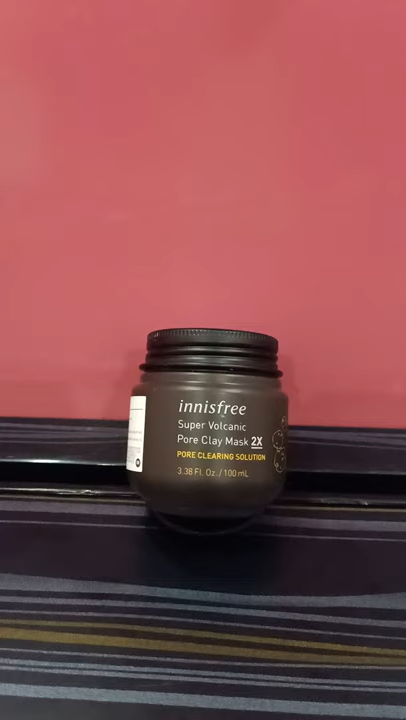 innisfree
Super Volcanic
Pore Clay Mask 2X
PORE CLEARING SOLUTION
3.38 Fl. Oz./100 mL